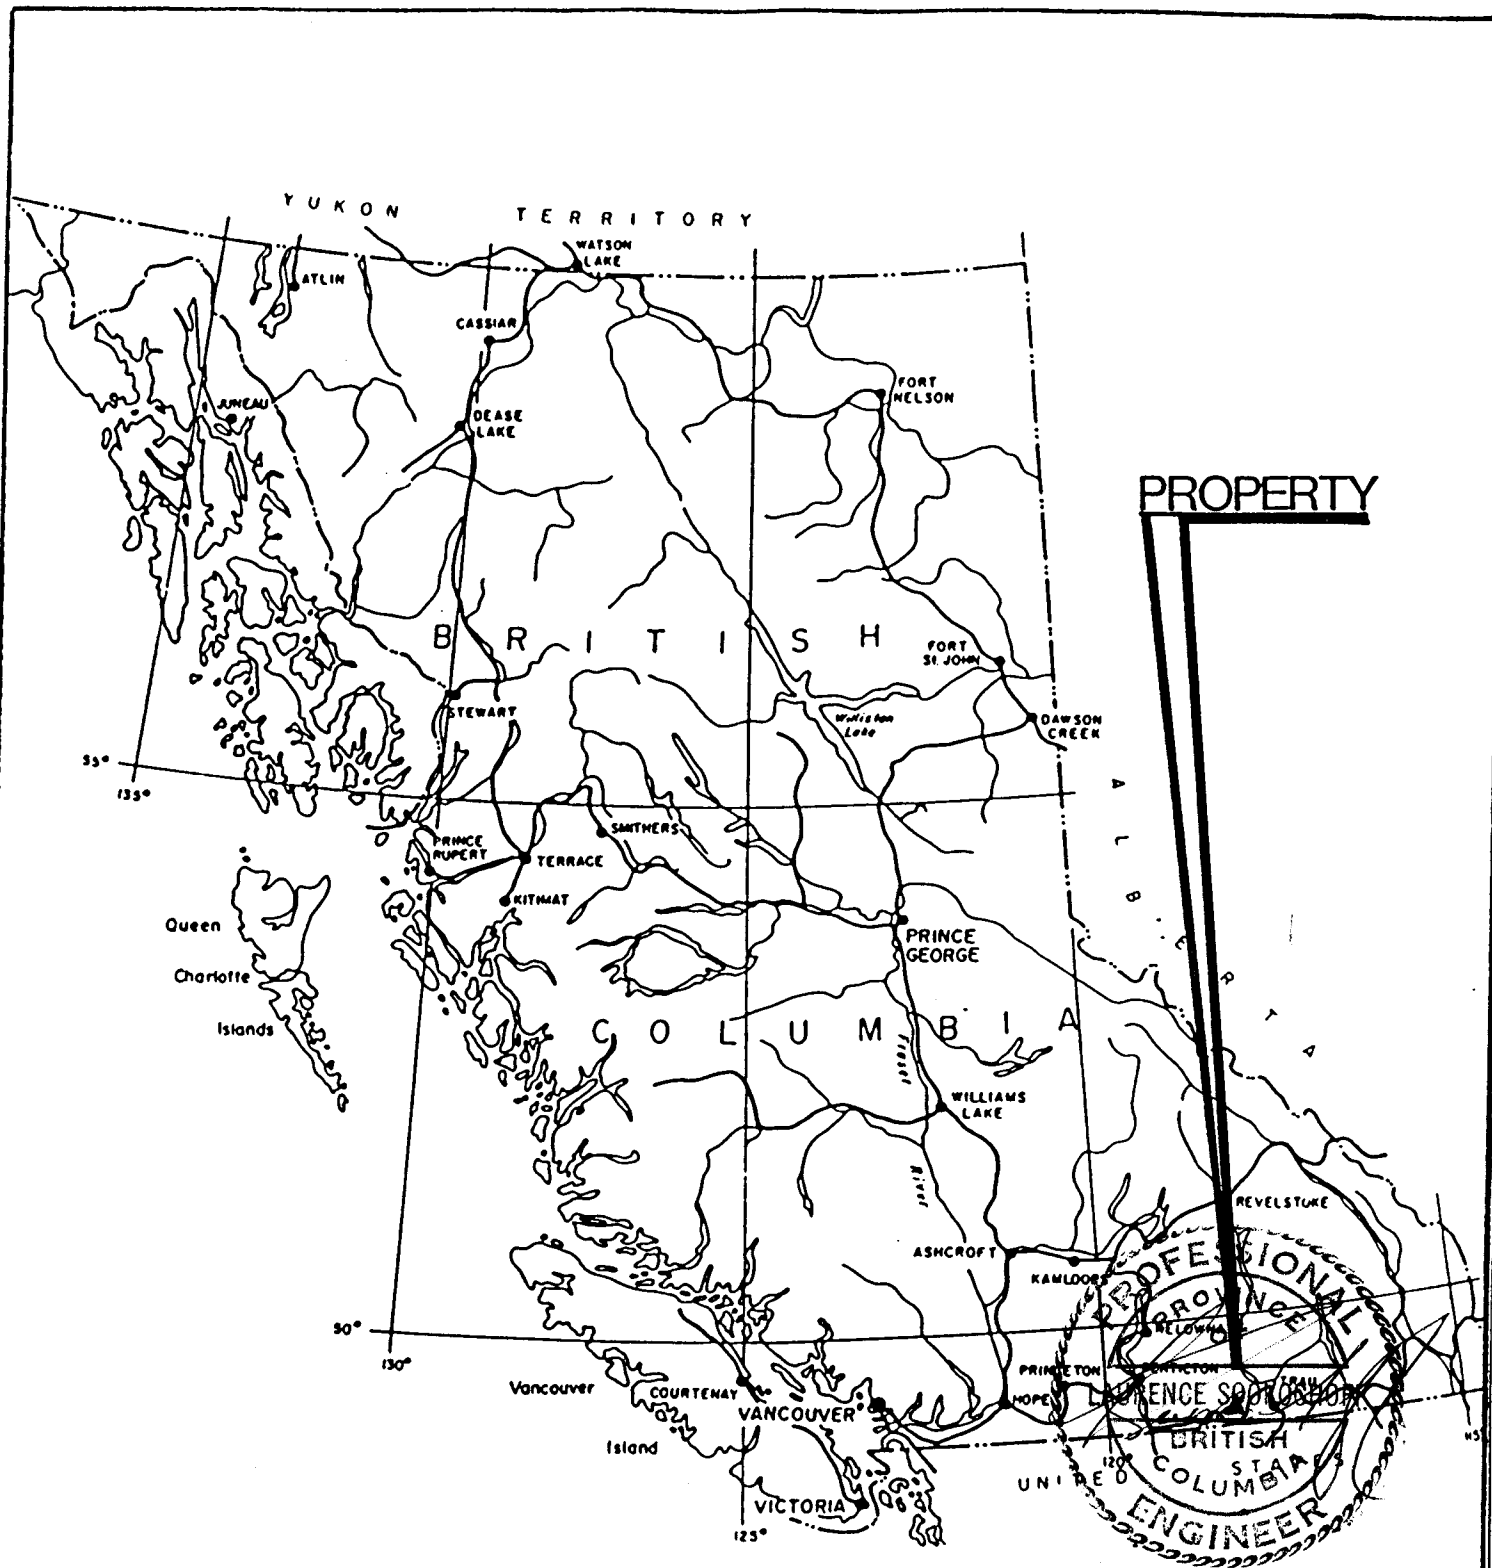 YUKON TERRITORY
WATSON
LAKE
ATLIN
CASSIAR
FORT
NELSON
JUNEAU
DEASE
LAKE
PROPERTY
BRITISH
FORT
ST. JOHN
STEWART
Williston
Lake
DAWSON
CREEK
55°
135°
ALBERTA
PRINCE
RUPERT
SMITHERS
TERRACE
KITIMAT
Queen
Charlotte
Islands
PRINCE
GEORGE
COLUMBIA
Fraser
River
WILLIAMS
LAKE
REVELSTOKE
ASHCROFT
KAMLOOPS
50°
130°
KELOWNA
PRINCETON
PENTICTON
TRAIL
HOPE
Vancouver
Island
COURTENAY
VANCOUVER
VICTORIA
125°
120°
115°
UNITED STATES
PROFESSIONAL
PROVINCE
OF
LAURENCE
BRITISH
COLUMBIA
ENGINEER